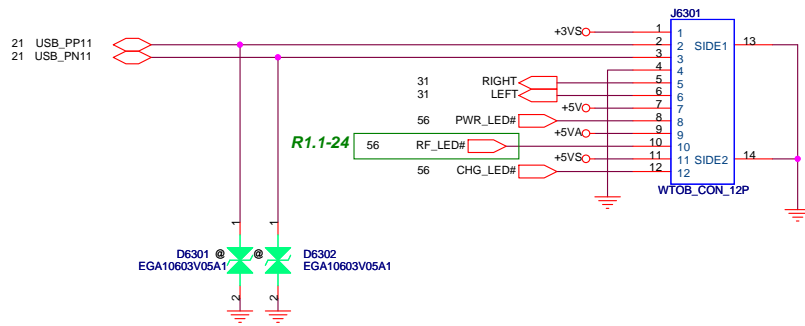 J6301
+3VS 1 1
21 USB_PP11 2 2 SIDE1 13
21 USB_PN11 3 3
4 4
31 RIGHT 5 5
31 LEFT 6 6
+5V 7 7
56 PWR_LED# 8 8
+5VA 9 9
R1.1-24 56 RF_LED# 10 10
+5VS 11 11 SIDE2 14
56 CHG_LED# 12 12
WTOB_CON_12P
1 1
D6301 @ @ D6302
EGA10603V05A1 EGA10603V05A1
2 2